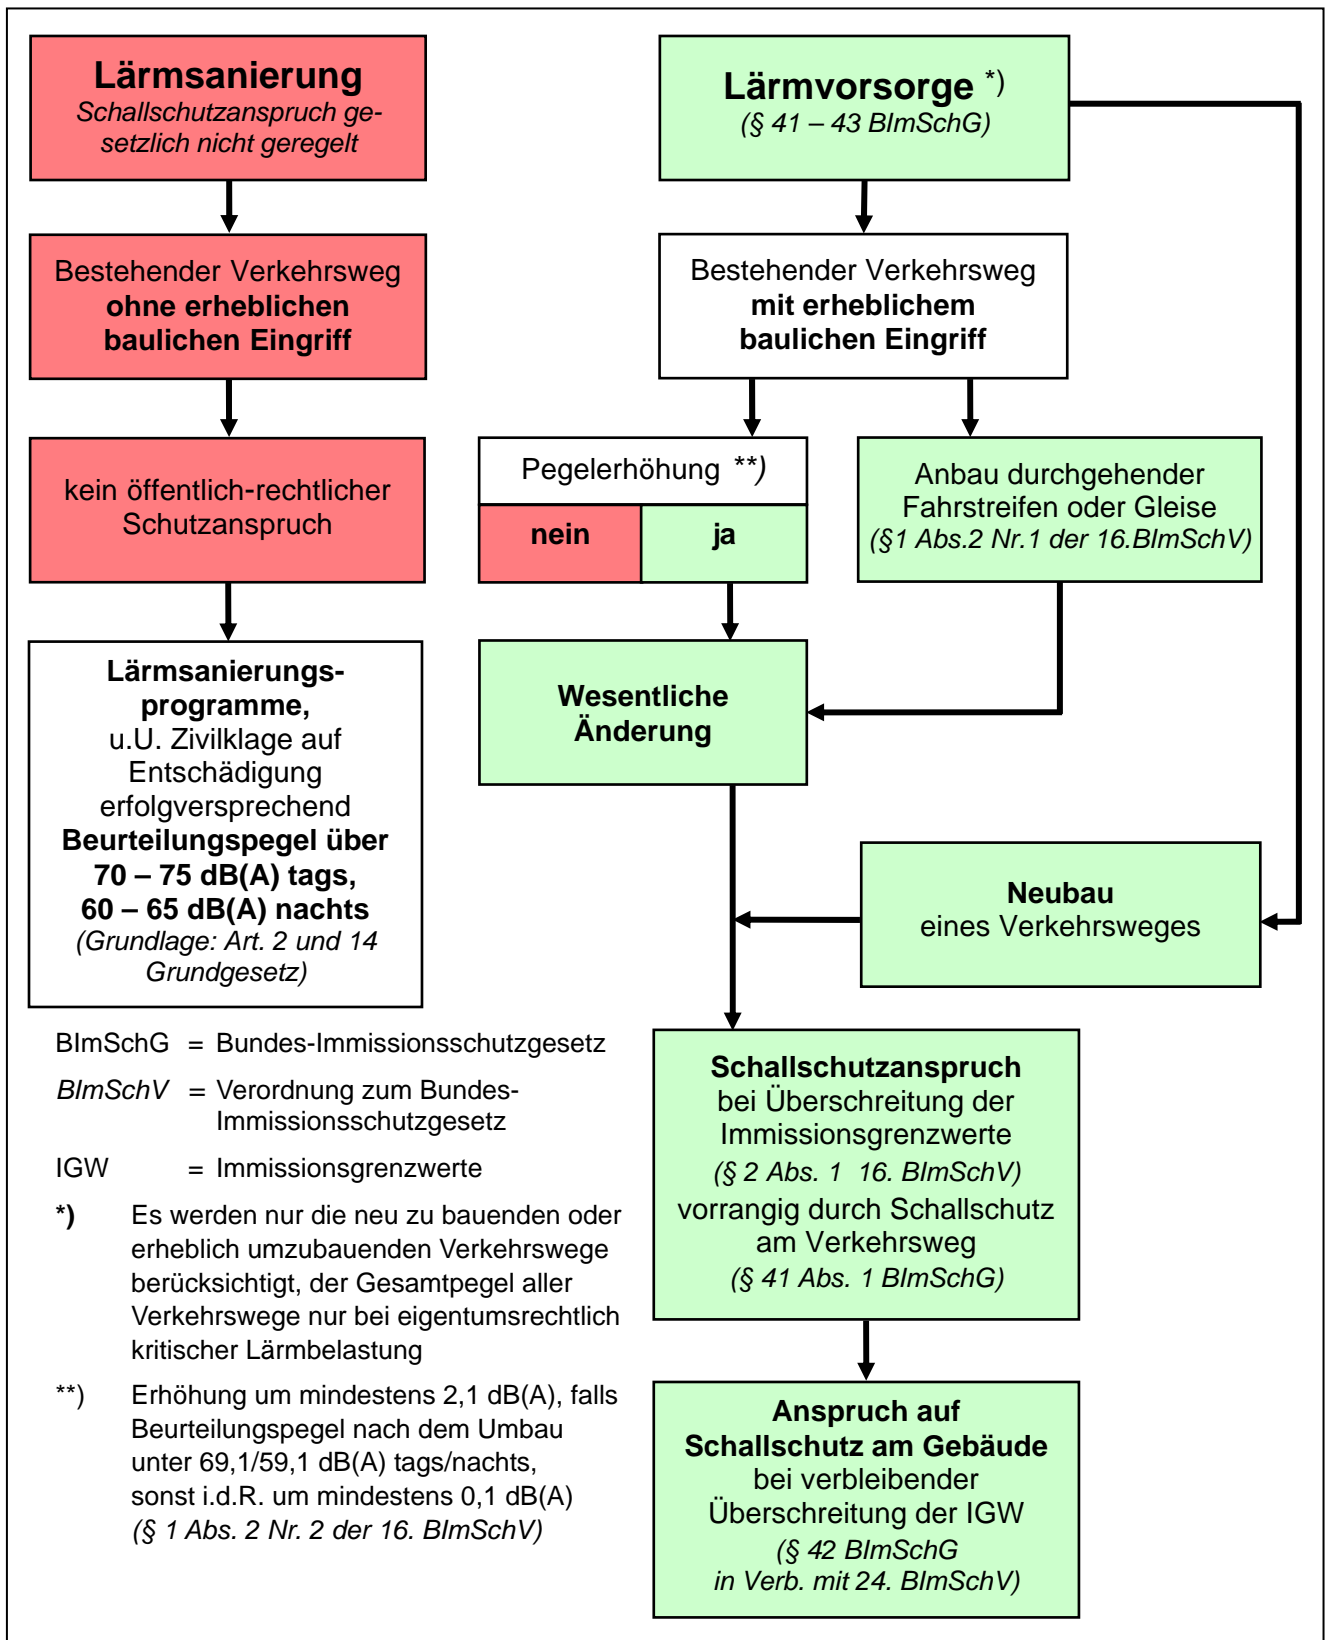 Lärmsanierung
Schallschutzanspruch ge-
setzlich nicht geregelt
Bestehender Verkehrsweg
ohne erheblichen
baulichen Eingriff
kein öffentlich-rechtlicher
Schutzanspruch
Lärmsanierungs-
programme,
u.U. Zivilklage auf
Entschädigung
erfolgversprechend
Beurteilungspegel über
70 – 75 dB(A) tags,
60 – 65 dB(A) nachts
(Grundlage: Art. 2 und 14
Grundgesetz)
Lärmvorsorge *)
(§ 41 – 43 BImSchG)
Bestehender Verkehrsweg
mit erheblichem
baulichen Eingriff
Pegelerhöhung **)
nein ja
Anbau durchgehender
Fahrstreifen oder Gleise
(§1 Abs.2 Nr.1 der 16.BImSchV)
Wesentliche
Änderung
Neubau
eines Verkehrsweges
Schallschutzanspruch
bei Überschreitung der
Immissionsgrenzwerte
(§ 2 Abs. 1 16. BImSchV)
vorrangig durch Schallschutz
am Verkehrsweg
(§ 41 Abs. 1 BImSchG)
Anspruch auf
Schallschutz am Gebäude
bei verbleibender
Überschreitung der IGW
(§ 42 BImSchG
in Verb. mit 24. BImSchV)
BImSchG = Bundes-Immissionsschutzgesetz
BImSchV = Verordnung zum Bundes-
Immissionsschutzgesetz
IGW = Immissionsgrenzwerte
*) Es werden nur die neu zu bauenden oder
erheblich umzubauenden Verkehrswege
berücksichtigt, der Gesamtpegel aller
Verkehrswege nur bei eigentumsrechtlich
kritischer Lärmbelastung
**) Erhöhung um mindestens 2,1 dB(A), falls
Beurteilungspegel nach dem Umbau
unter 69,1/59,1 dB(A) tags/nachts,
sonst i.d.R. um mindestens 0,1 dB(A)
(§ 1 Abs. 2 Nr. 2 der 16. BImSchV)